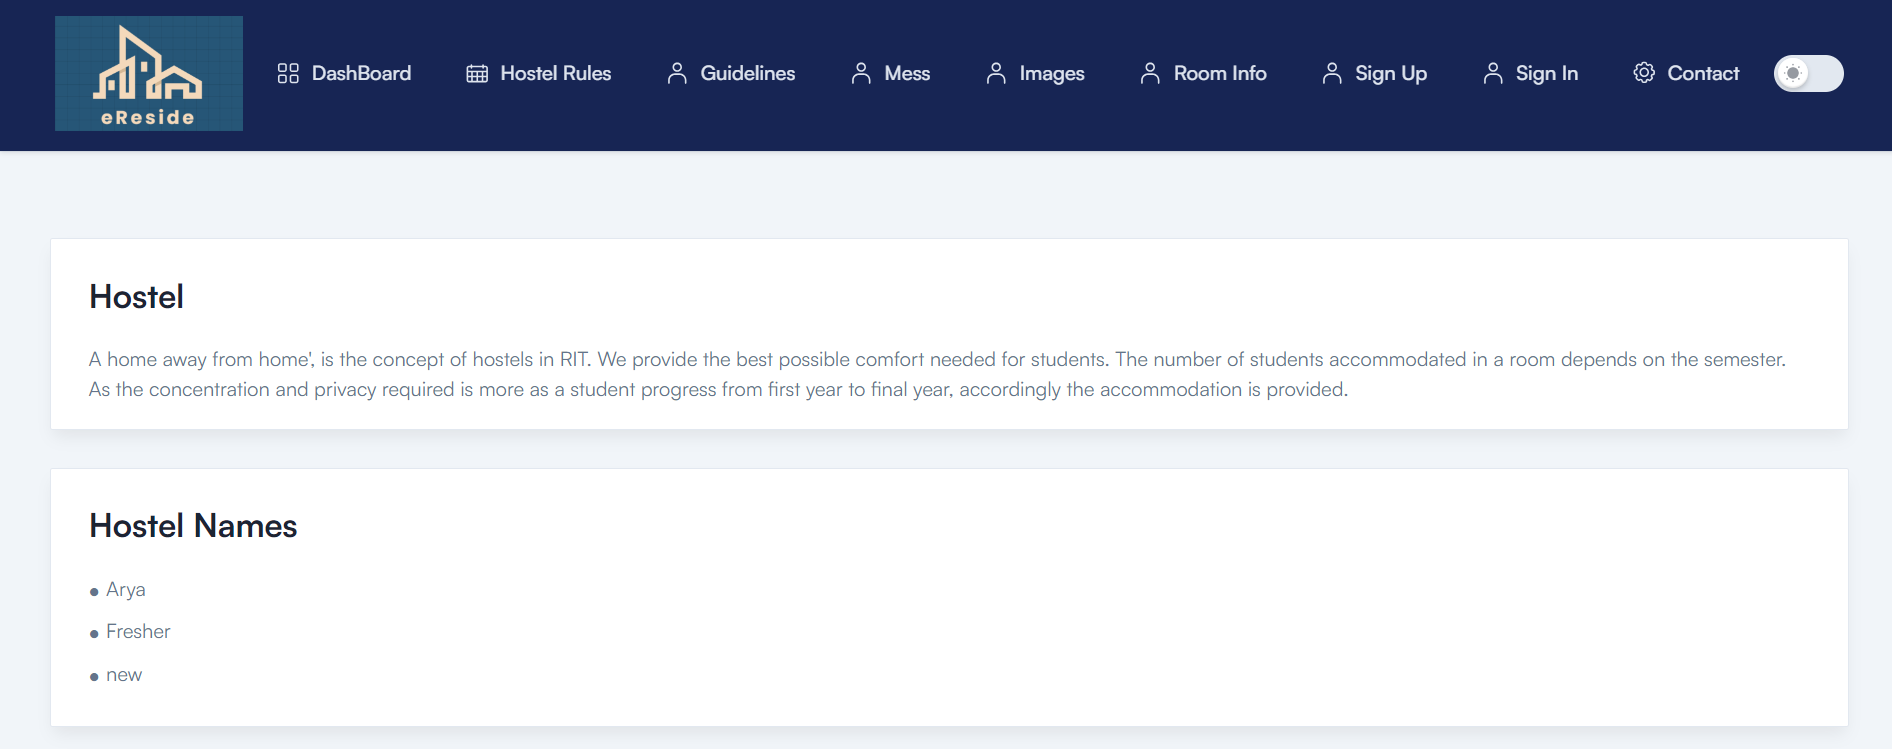 eReside
DashBoard
Hostel Rules
Guidelines
Mess
Images
Room Info
Sign Up
Sign In
Contact
Hostel
A home away from home', is the concept of hostels in RIT. We provide the best possible comfort needed for students. The number of students accommodated in a room depends on the semester.
As the concentration and privacy required is more as a student progress from first year to final year, accordingly the accommodation is provided.
Hostel Names
● Arya
● Fresher
● new